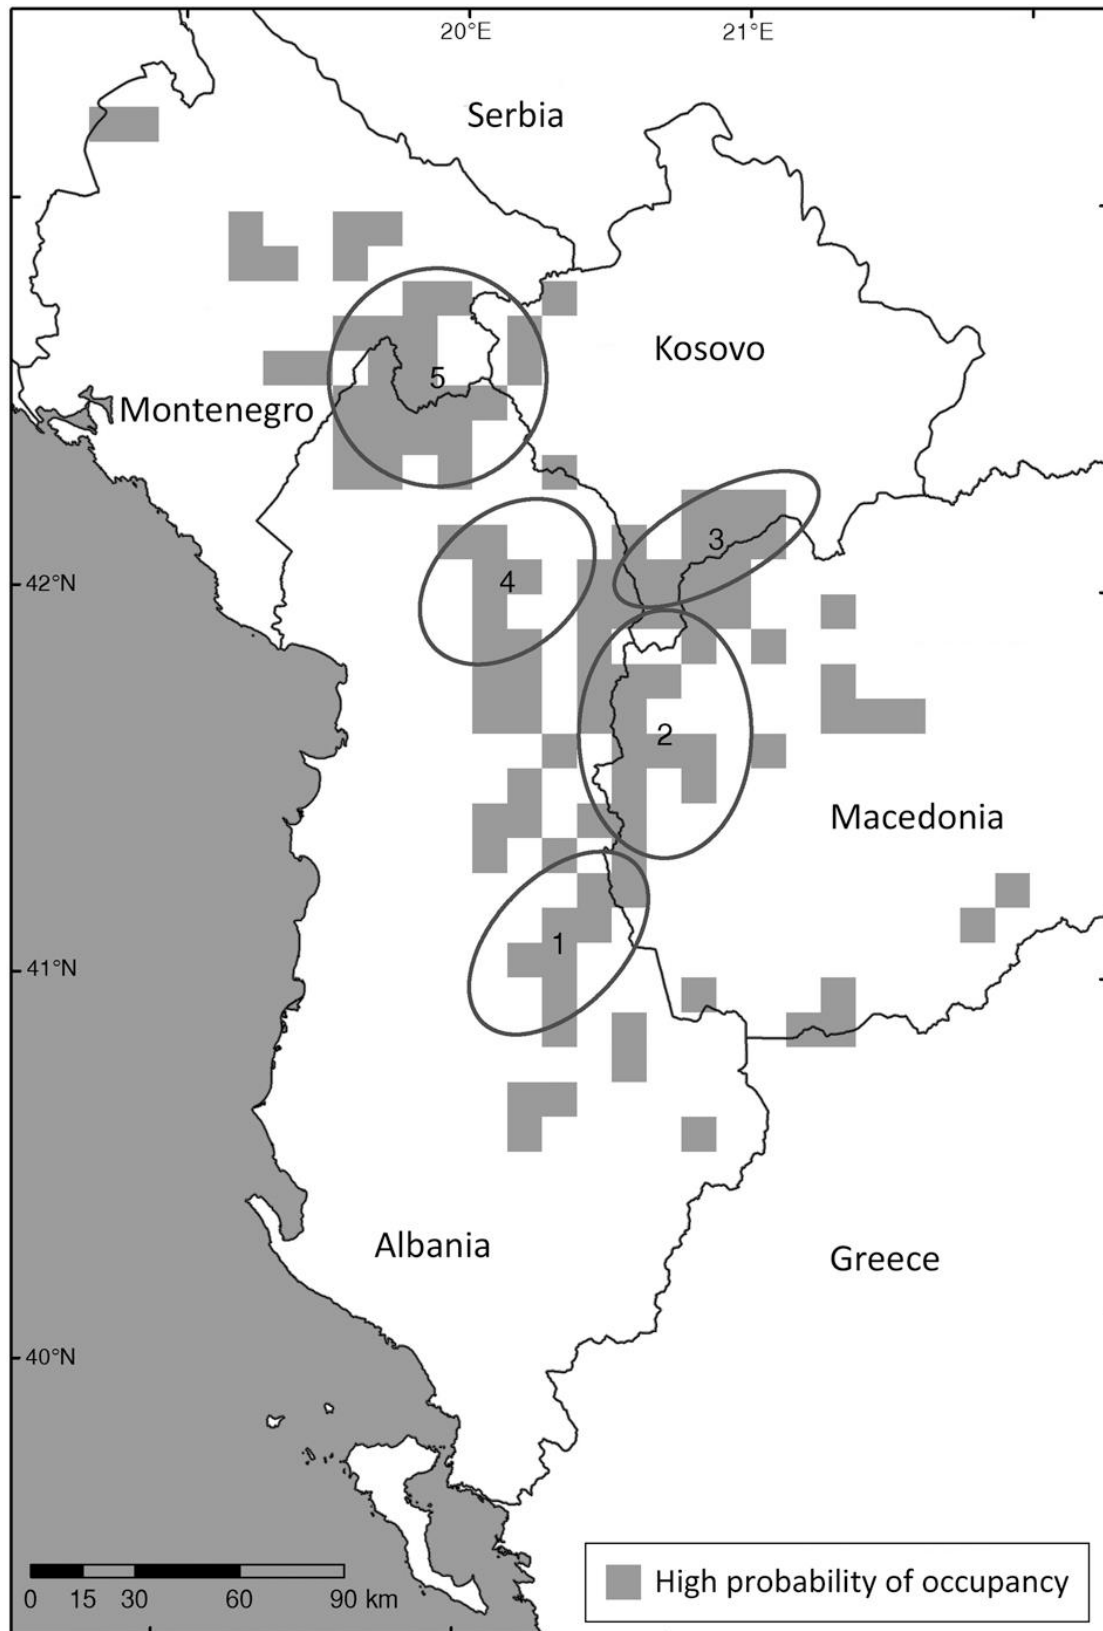 20°E 21°E
Serbia
Kosovo
5
Montenegro
3
4
42°N
2
Macedonia
1
41°N
Albania
Greece
40°N
High probability of occupancy
0 15 30 60 90 km